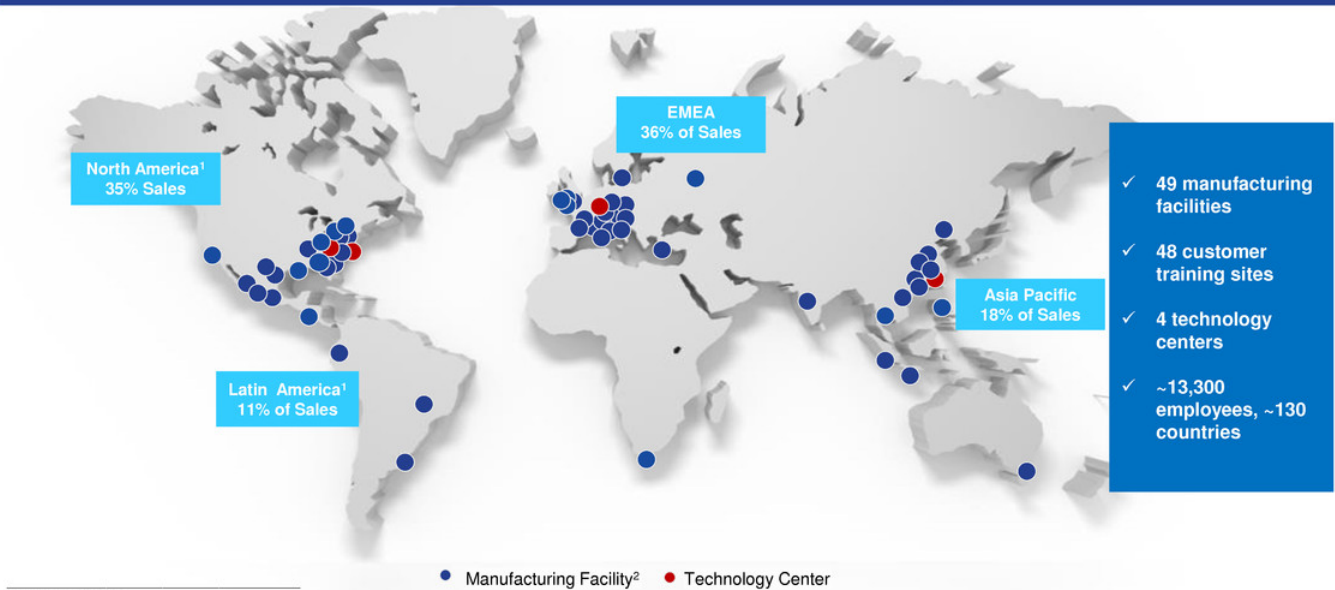 EMEA
36% of Sales
North America¹
35% Sales
Asia Pacific
18% of Sales
Latin America¹
11% of Sales
✓ 49 manufacturing
facilities
✓ 48 customer
training sites
✓ 4 technology
centers
✓ ~13,300
employees, ~130
countries
Manufacturing Facility²
Technology Center